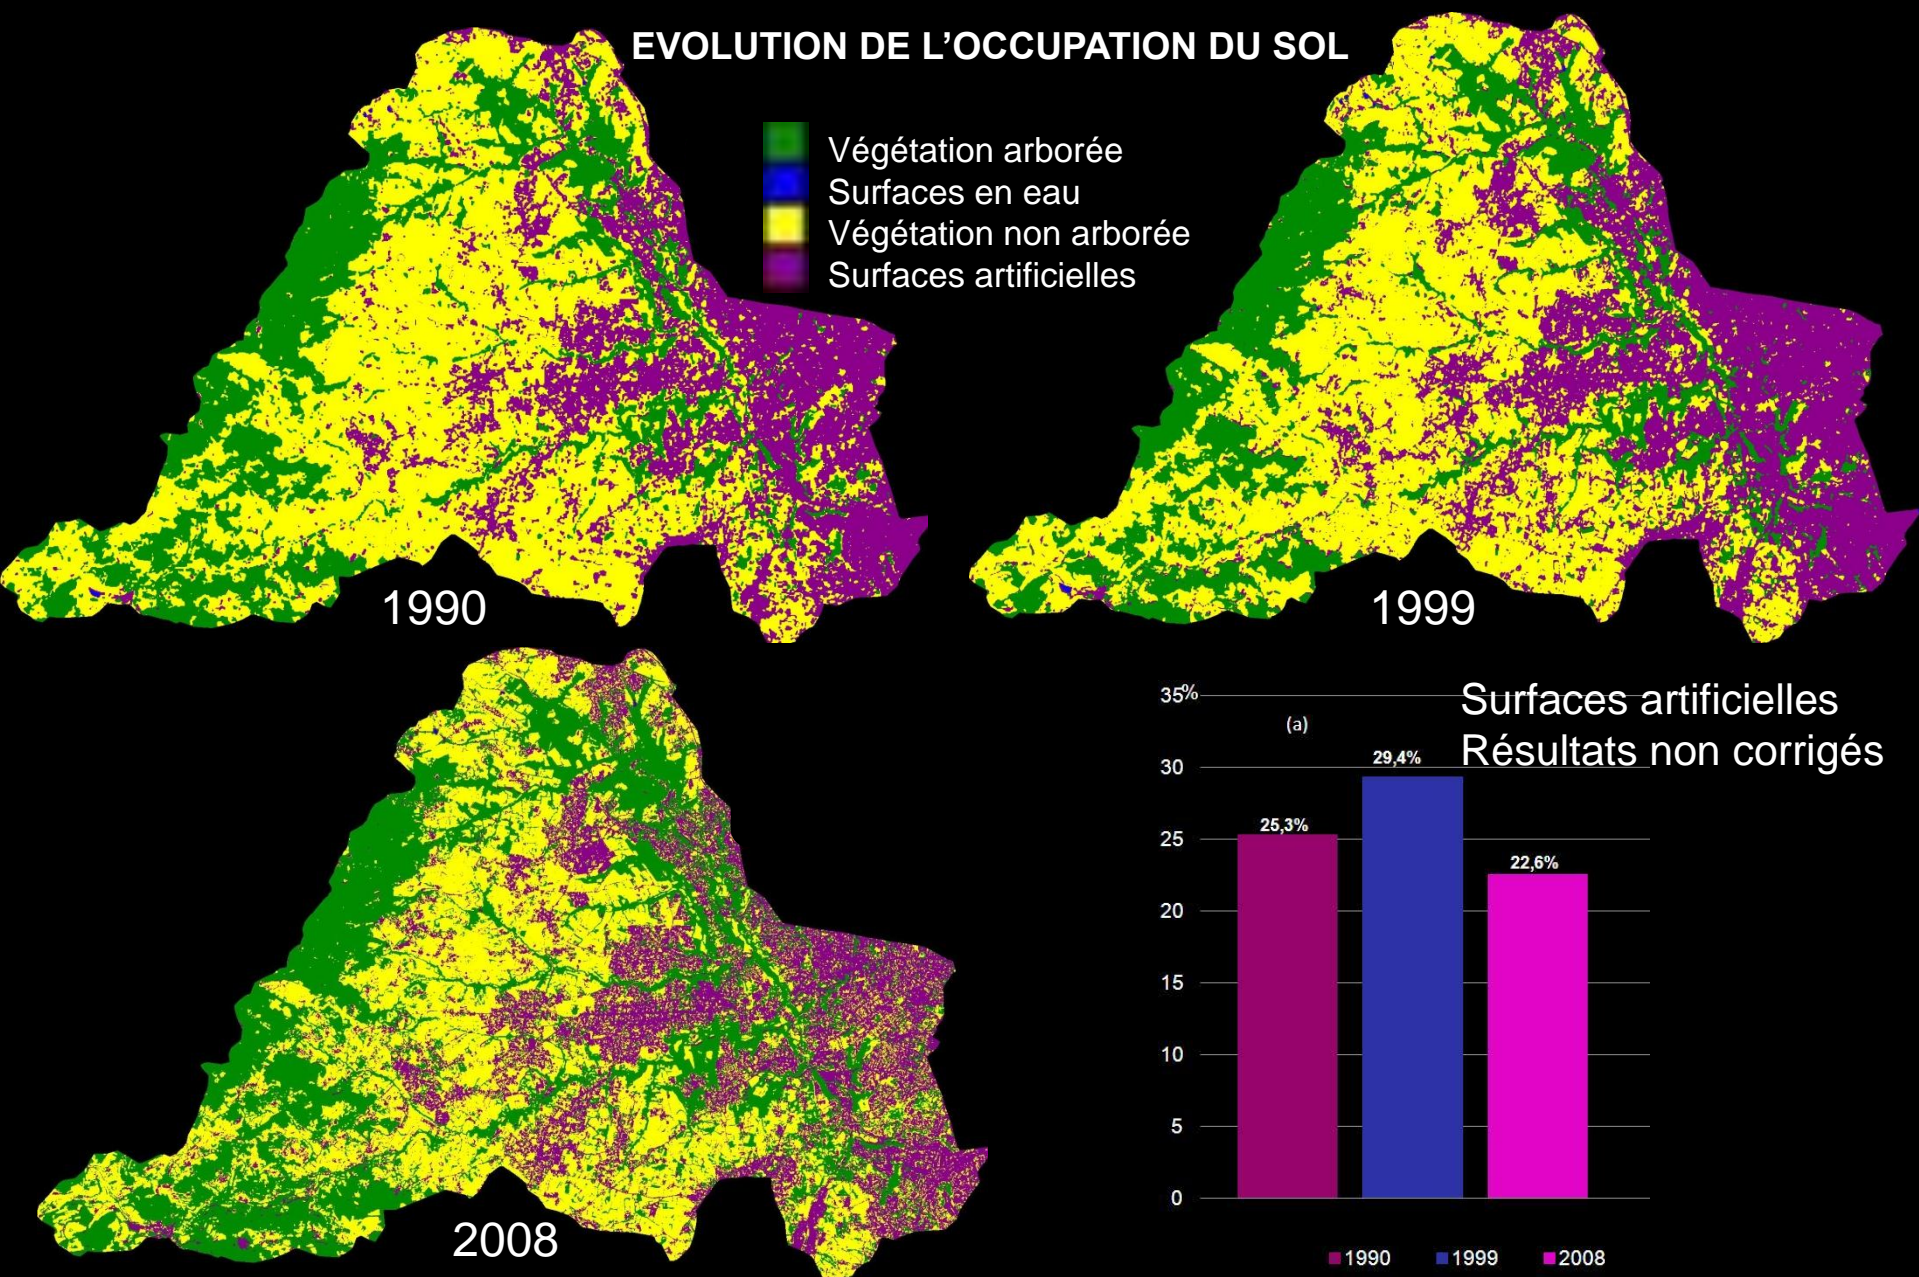 EVOLUTION DE L’OCCUPATION DU SOL
Végétation arborée
Surfaces en eau
Végétation non arborée
Surfaces artificielles
1990
1999
2008
Surfaces artificielles
Résultats non corrigés
35%
(a)
30
25
20
15
10
5
0
25,3%
29,4%
22,6%
1990 1999 2008